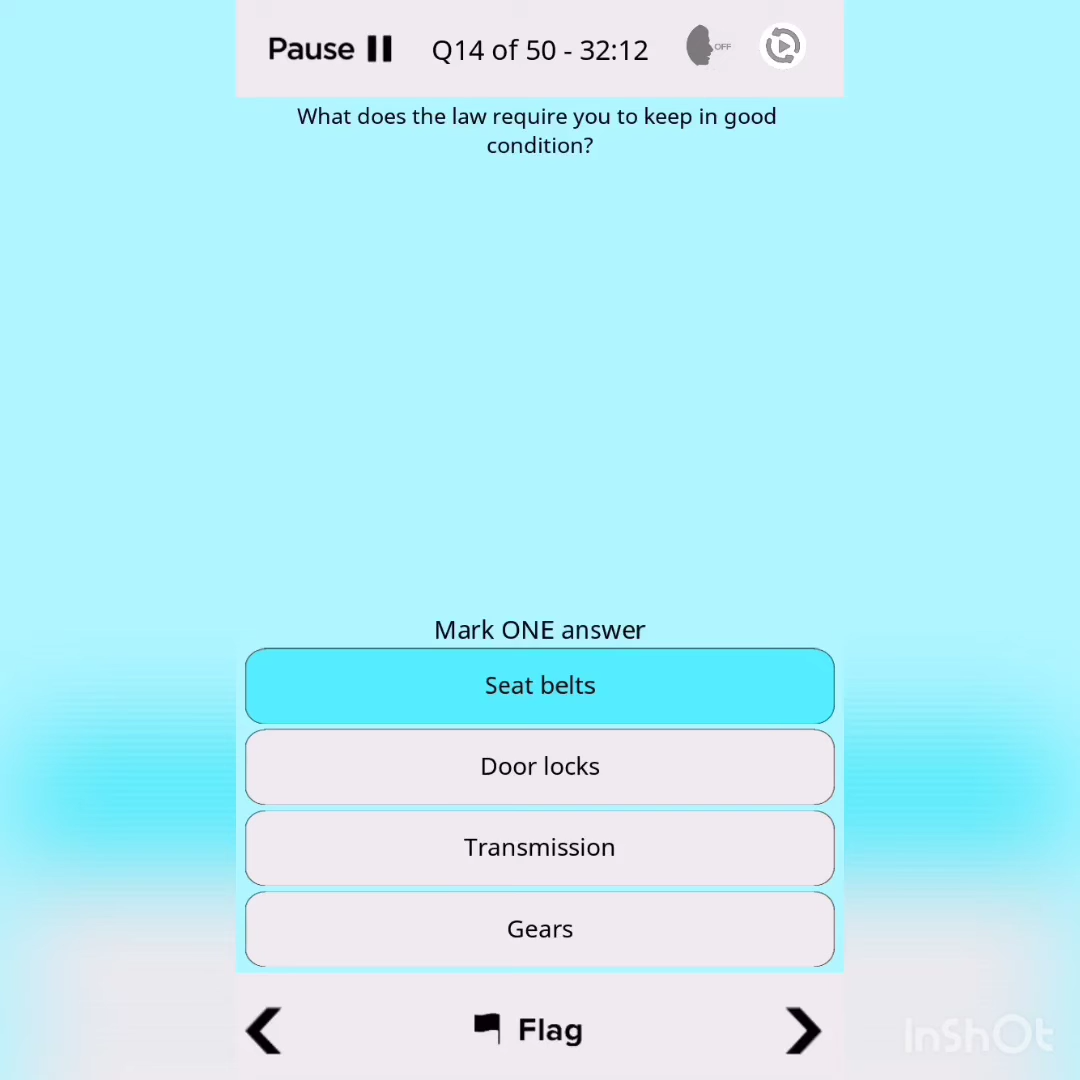 Pause Q14 of 50 - 32:12 OFF
What does the law require you to keep in good
condition?
Mark ONE answer
Seat belts
Door locks
Transmission
Gears
Flag
InShOt